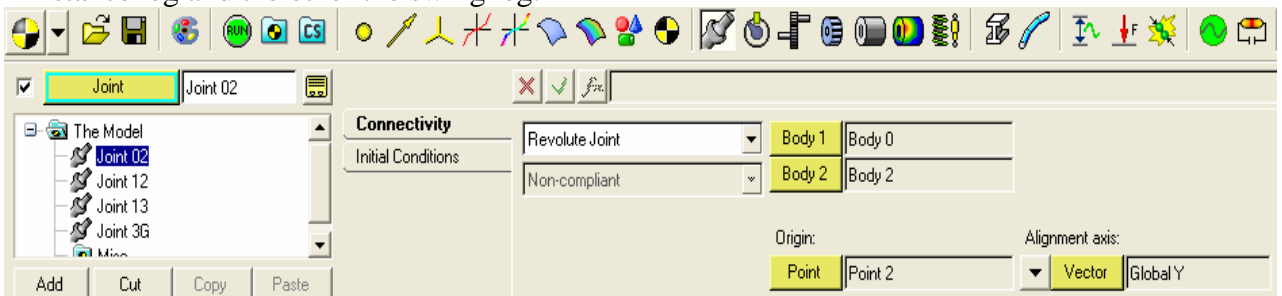 RUN CS
Joint Joint 02
The Model
Joint 02
Joint 12
Joint 13
Joint 3G
Add Cut Copy Paste
Connectivity
Initial Conditions
Revolute Joint
Non-compliant
Body 1 Body 0
Body 2 Body 2
Origin:
Point Point 2
Alignment axis:
Vector Global Y